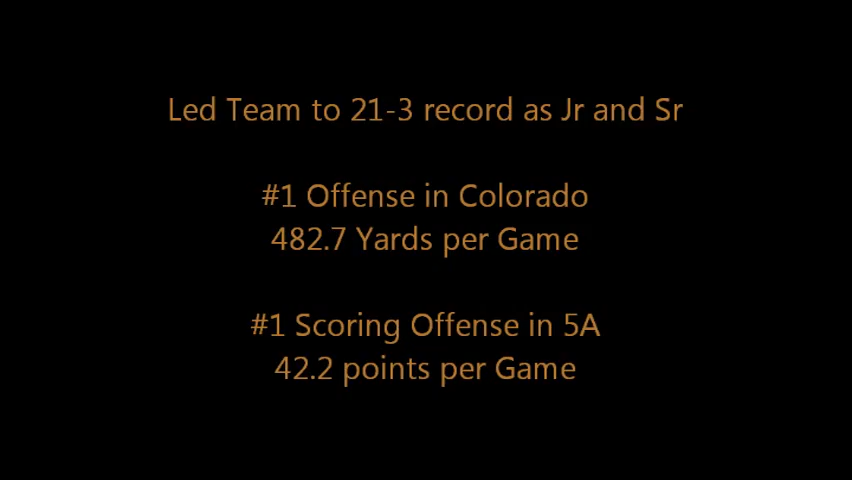 Led Team to 21-3 record as Jr and Sr
#1 Offense in Colorado
482.7 Yards per Game
#1 Scoring Offense in 5A
42.2 points per Game